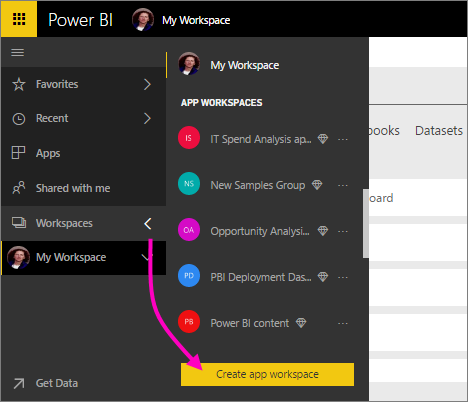 Power BI
My Workspace
Favorites
Recent
Apps
Shared with me
Workspaces
My Workspace
Get Data
My Workspace
APP WORKSPACES
IS IT Spend Analysis ap...
NS New Samples Group
OA Opportunity Analysi...
PD PBI Deployment Das...
PB Power BI content
Create app workspace
books Datasets
oard